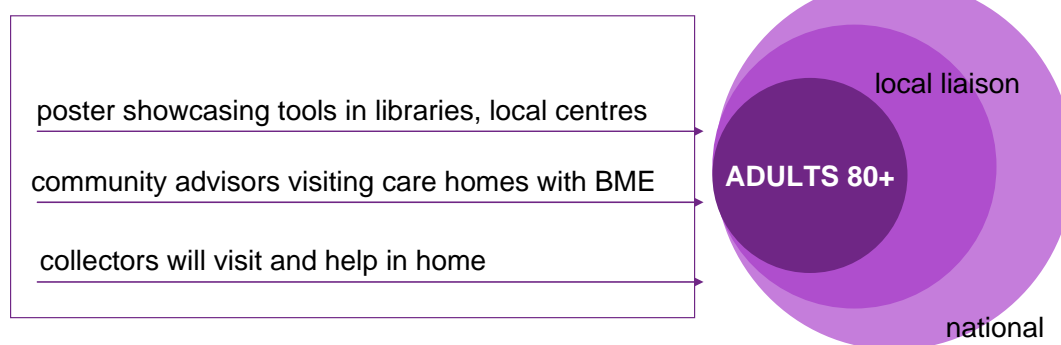 poster showcasing tools in libraries, local centres
community advisors visiting care homes with BME
collectors will visit and help in home
local liaison
ADULTS 80+
national